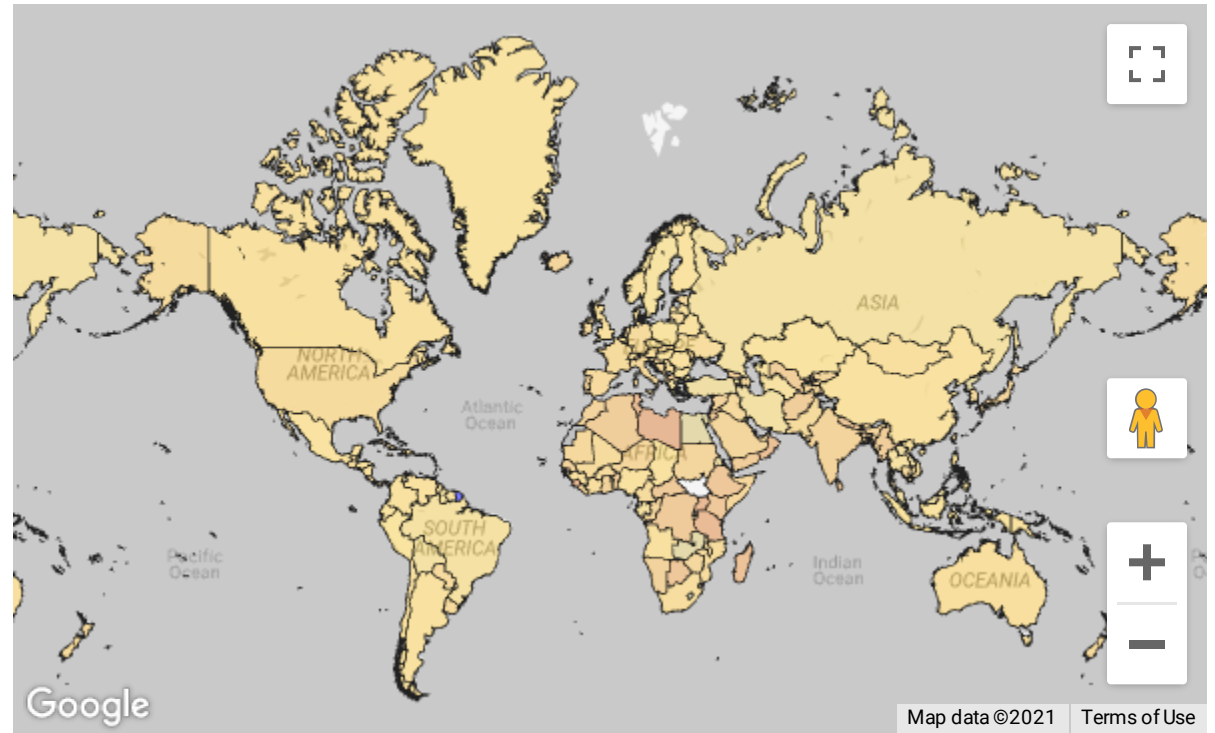 ASIA
NORTH
AMERICA
EUROPE
Atlantic
Ocean
AFRICA
SOUTH
AMERICA
Pacific
Ocean
Indian
Ocean
OCEANIA
Google
Map data ©2021
Terms of Use